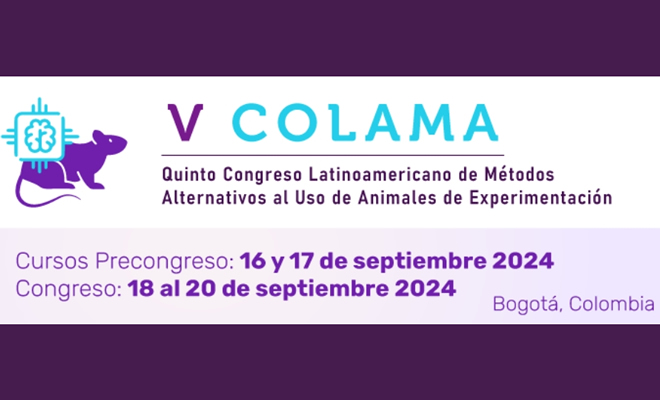 V COLAMA
Quinto Congreso Latinoamericano de Métodos
Alternativos al Uso de Animales de Experimentación
Cursos Precongreso: 16 y 17 de septiembre 2024
Congreso: 18 al 20 de septiembre 2024
Bogotá, Colombia